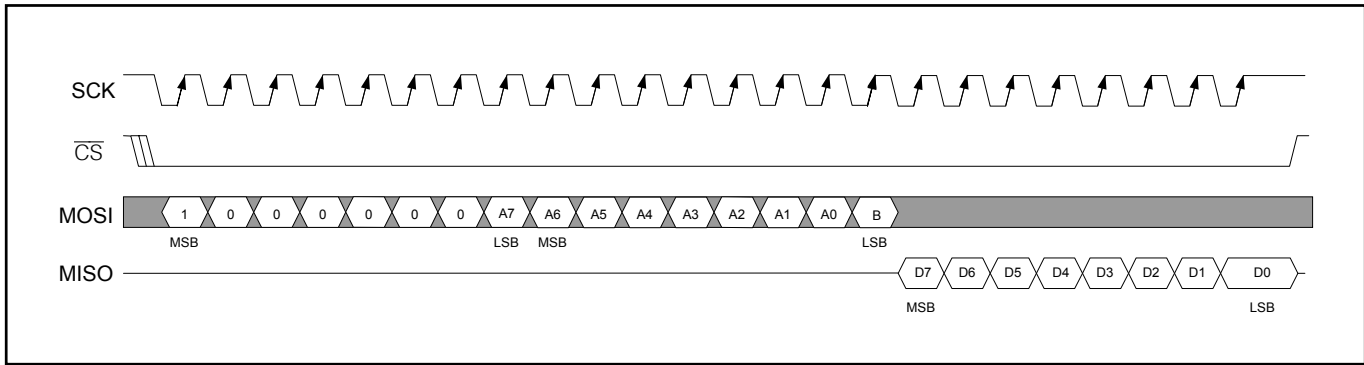 SCK
C̅S̅
MOSI 1 0 0 0 0 0 0 A7 A6 A5 A4 A3 A2 A1 A0 B
MSB LSB MSB LSB
MISO D7 D6 D5 D4 D3 D2 D1 D0
MSB LSB